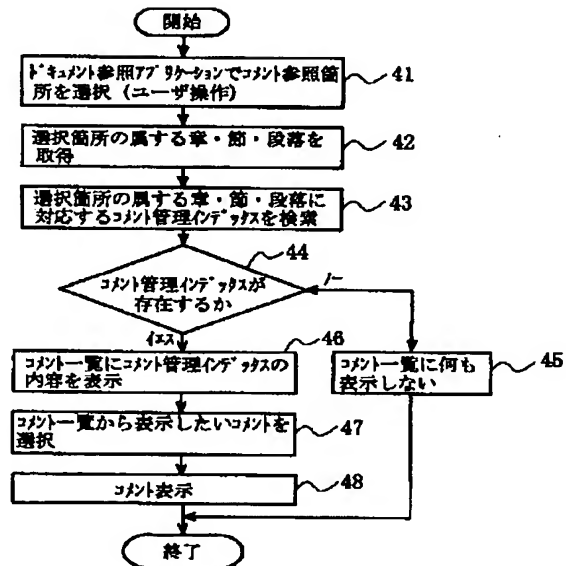 開始
ドキュメント参照アプリケーションでコメント参照箇
所を選択（ユーザ操作）
41
選択箇所の属する章・節・段落を
取得
42
選択箇所の属する章・節・段落に
対応するコメント管理インデックスを検索
43
44
コメント管理インデックスが
存在するか
ノー
イエス
46
コメント一覧にコメント管理インデックスの
内容を表示
コメント一覧に何も
表示しない
45
コメント一覧から表示したいコメントを
選択
47
コメント表示
48
終了